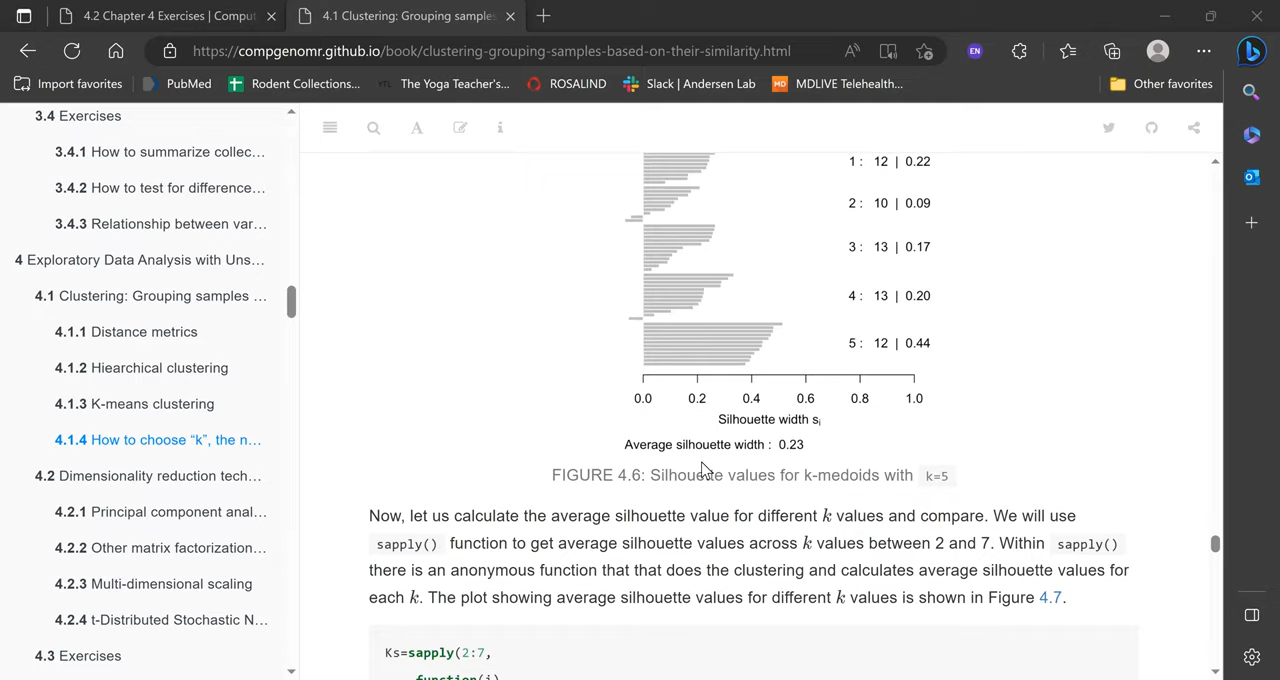 4.2 Chapter 4 Exercises | Comput
4.1 Clustering: Grouping samples
https://compgenomr.github.io/book/clustering-grouping-samples-based-on-their-similarity.html
EN
Import favorites
PubMed
Rodent Collections...
YTL
The Yoga Teacher's...
ROSALIND
Slack | Andersen Lab
MD
MDLIVE Telehealth...
Other favorites
3.4 Exercises
3.4.1 How to summarize collec...
3.4.2 How to test for difference...
3.4.3 Relationship between var...
4 Exploratory Data Analysis with Uns...
4.1 Clustering: Grouping samples ...
4.1.1 Distance metrics
4.1.2 Hiearchical clustering
4.1.3 K-means clustering
4.1.4 How to choose “k”, the n...
4.2 Dimensionality reduction tech...
4.2.1 Principal component anal...
4.2.2 Other matrix factorization...
4.2.3 Multi-dimensional scaling
4.2.4 t-Distributed Stochastic N...
4.3 Exercises
1 : 12 | 0.22
2 : 10 | 0.09
3 : 13 | 0.17
4 : 13 | 0.20
5 : 12 | 0.44
0.0 0.2 0.4 0.6 0.8 1.0
Silhouette width si
Average silhouette width : 0.23
FIGURE 4.6: Silhouette values for k-medoids with k=5
Now, let us calculate the average silhouette value for different k values and compare. We will use
sapply() function to get average silhouette values across k values between 2 and 7. Within sapply()
there is an anonymous function that that does the clustering and calculates average silhouette values for
each k. The plot showing average silhouette values for different k values is shown in Figure 4.7.
Ks=sapply(2:7,
function(i)